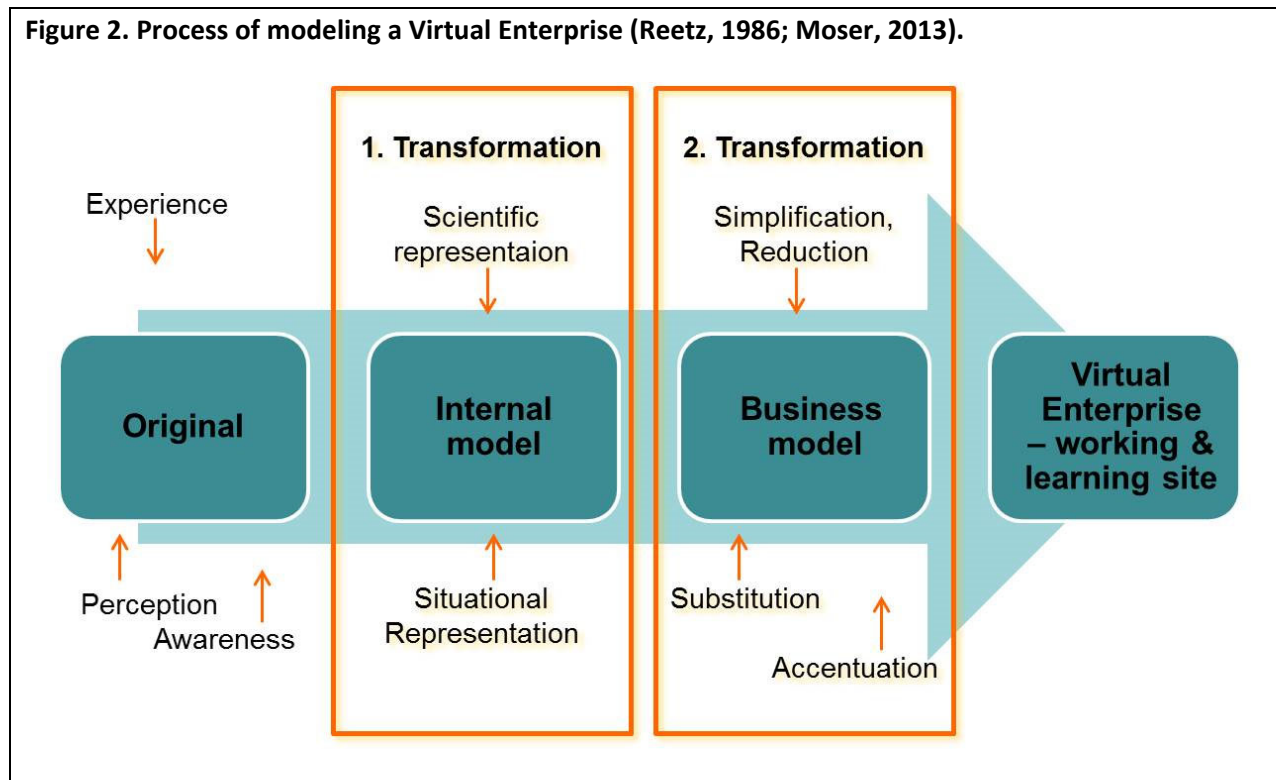 Figure 2. Process of modeling a Virtual Enterprise (Reetz, 1986; Moser, 2013).
1. Transformation
2. Transformation
Experience
Scientific
representaion
Simplification,
Reduction
Original
Internal
model
Business
model
Virtual
Enterprise
– working &
learning site
Perception
Awareness
Situational
Representation
Substitution
Accentuation